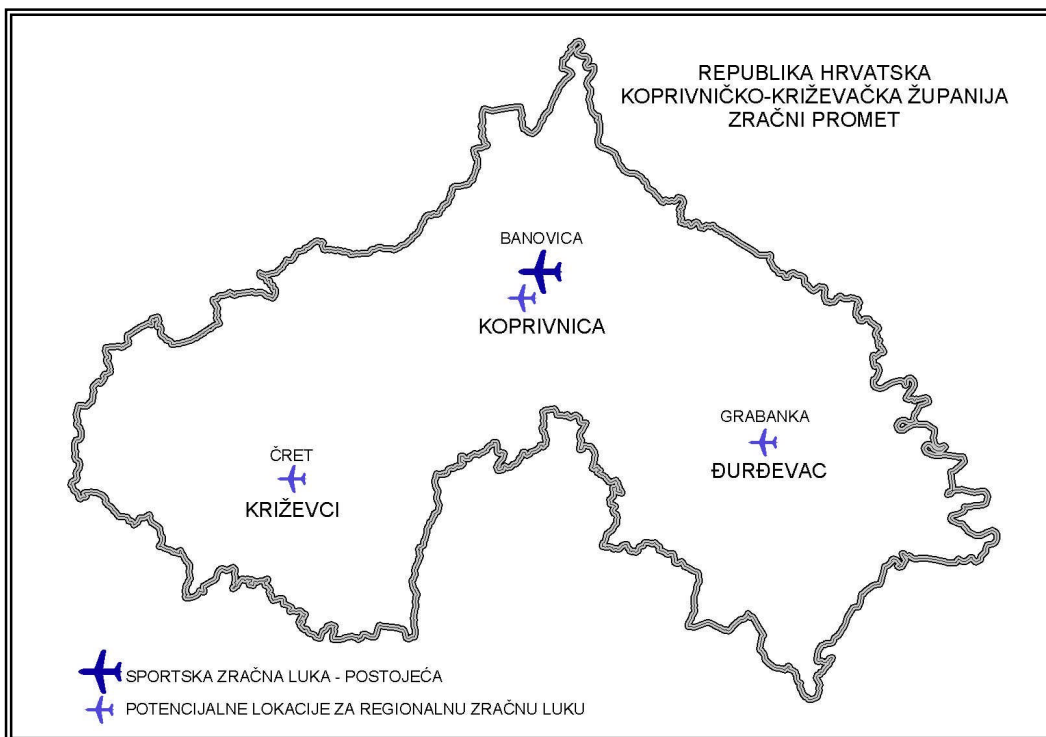 REPUBLIKA HRVATSKA
KOPRIVNIČKO-KRIŽEVAČKA ŽUPANIJA
ZRAČNI PROMET
BANOVICA
KOPRIVNICA
GRABANKA
ĐURĐEVAC
ČRET
KRIŽEVCI
SPORTSKA ZRAČNA LUKA - POSTOJEĆA
POTENCIJALNE LOKACIJE ZA REGIONALNU ZRAČNU LUKU